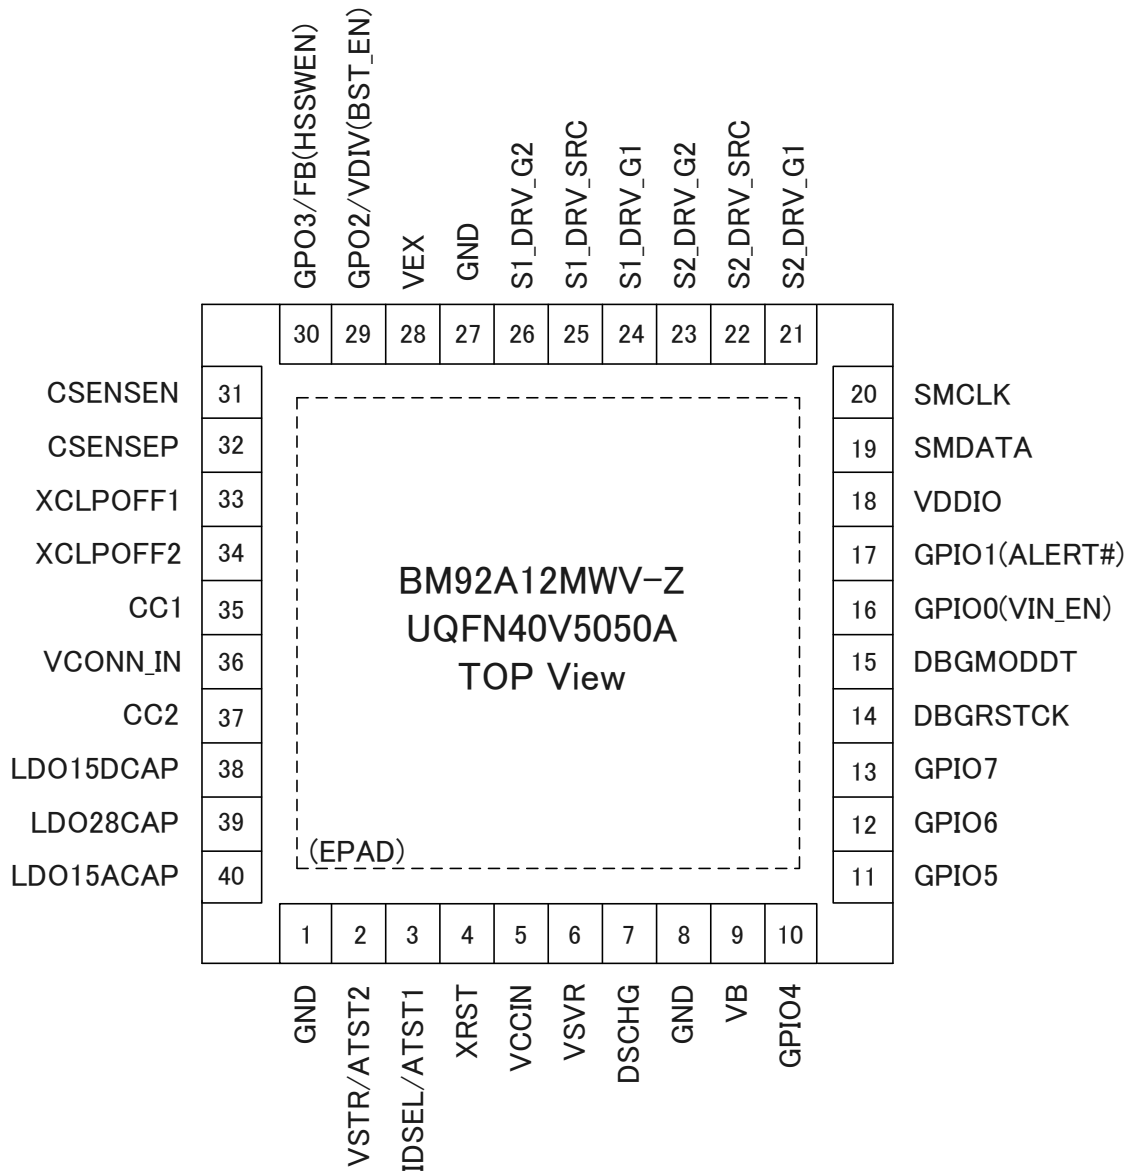 GPO3/FB(HSSWEN)
GPO2/VDIV(BST_EN)
VEX
GND
S1_DRV_G2
S1_DRV_SRC
S1_DRV_G1
S2_DRV_G2
S2_DRV_SRC
S2_DRV_G1
30 29 28 27 26 25 24 23 22 21
CSENSEN 31
CSENSEP 32
XCLPOFF1 33
XCLPOFF2 34
CC1 35
VCONN_IN 36
CC2 37
LDO15DCAP 38
LDO28CAP 39
LDO15ACAP 40
BM92A12MWV-Z
UQFN40V5050A
TOP View
(EPAD)
20 SMCLK
19 SMDATA
18 VDDIO
17 GPIO1(ALERT#)
16 GPIO0(VIN_EN)
15 DBGMODDT
14 DBGRSTCK
13 GPIO7
12 GPIO6
11 GPIO5
1 2 3 4 5 6 7 8 9 10
GND
VSTR/ATST2
IDSEL/ATST1
XRST
VCCIN
VSVR
DSCHG
GND
VB
GPIO4